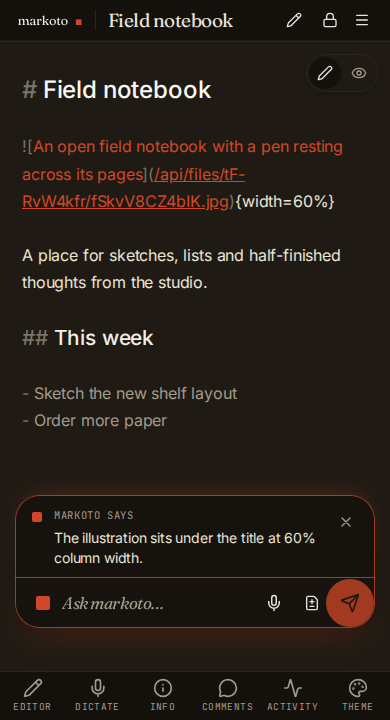 markoto
Field notebook
# Field notebook
![An open field notebook with a pen resting
across its pages](/api/files/tF-
RvW4kfr/fSkvV8CZ4bIK.jpg){width=60%}
A place for sketches, lists and half-finished
thoughts from the studio.
## This week
- Sketch the new shelf layout
- Order more paper
MARKOTO SAYS
The illustration sits under the title at 60%
column width.
Ask markoto...
EDITOR
DICTATE
INFO
COMMENTS
ACTIVITY
THEME